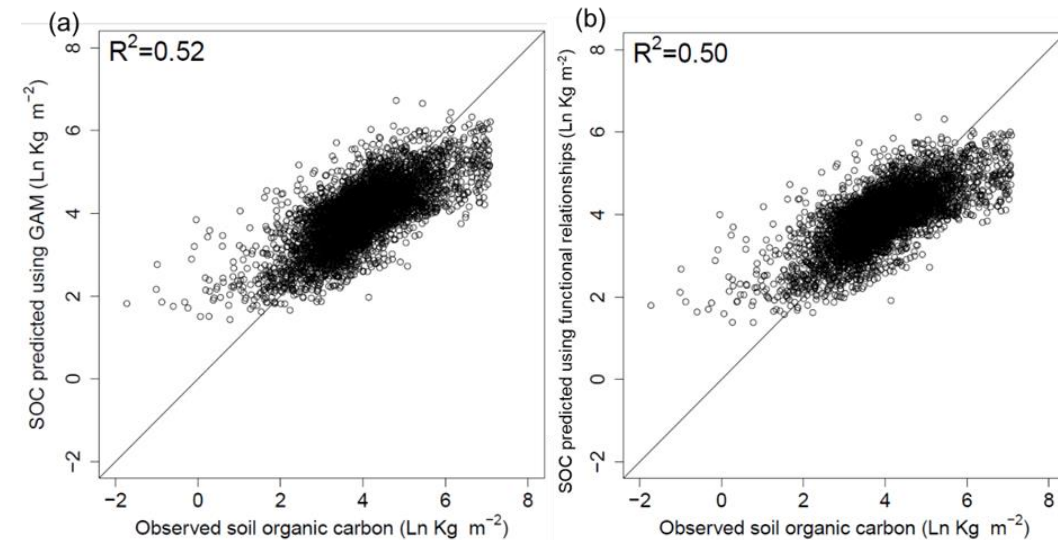 (a)
R²=0.52
SOC predicted using GAM (Ln Kg m⁻²)
8
6
4
2
0
−2
−2 0 2 4 6 8
Observed soil organic carbon (Ln Kg m⁻²)
(b)
R²=0.50
SOC predicted using functional relationships (Ln Kg m⁻²)
8
6
4
2
0
−2
−2 0 2 4 6 8
Observed soil organic carbon (Ln Kg m⁻²)